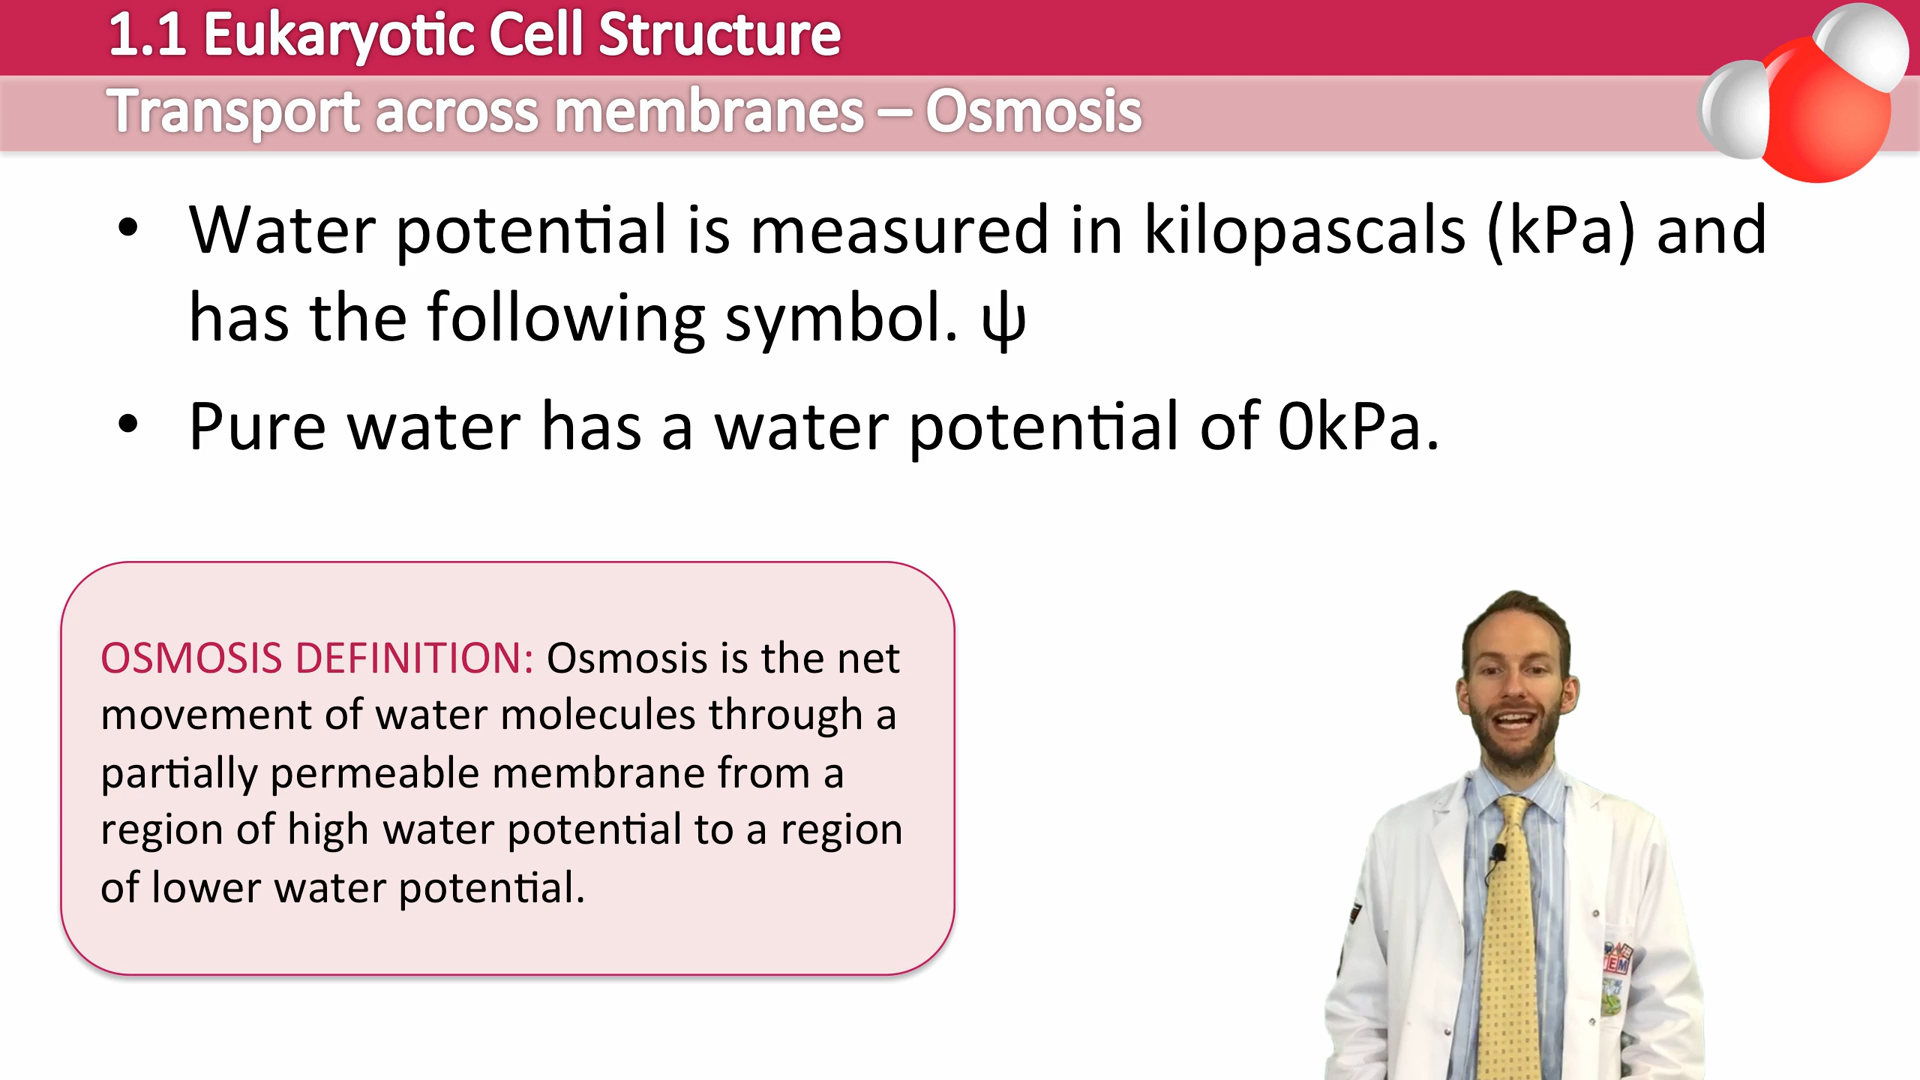 1.1 Eukaryotic Cell Structure
Transport across membranes – Osmosis
• Water potential is measured in kilopascals (kPa) and
has the following symbol. ψ
• Pure water has a water potential of 0kPa.
OSMOSIS DEFINITION: Osmosis is the net
movement of water molecules through a
partially permeable membrane from a
region of high water potential to a region
of lower water potential.